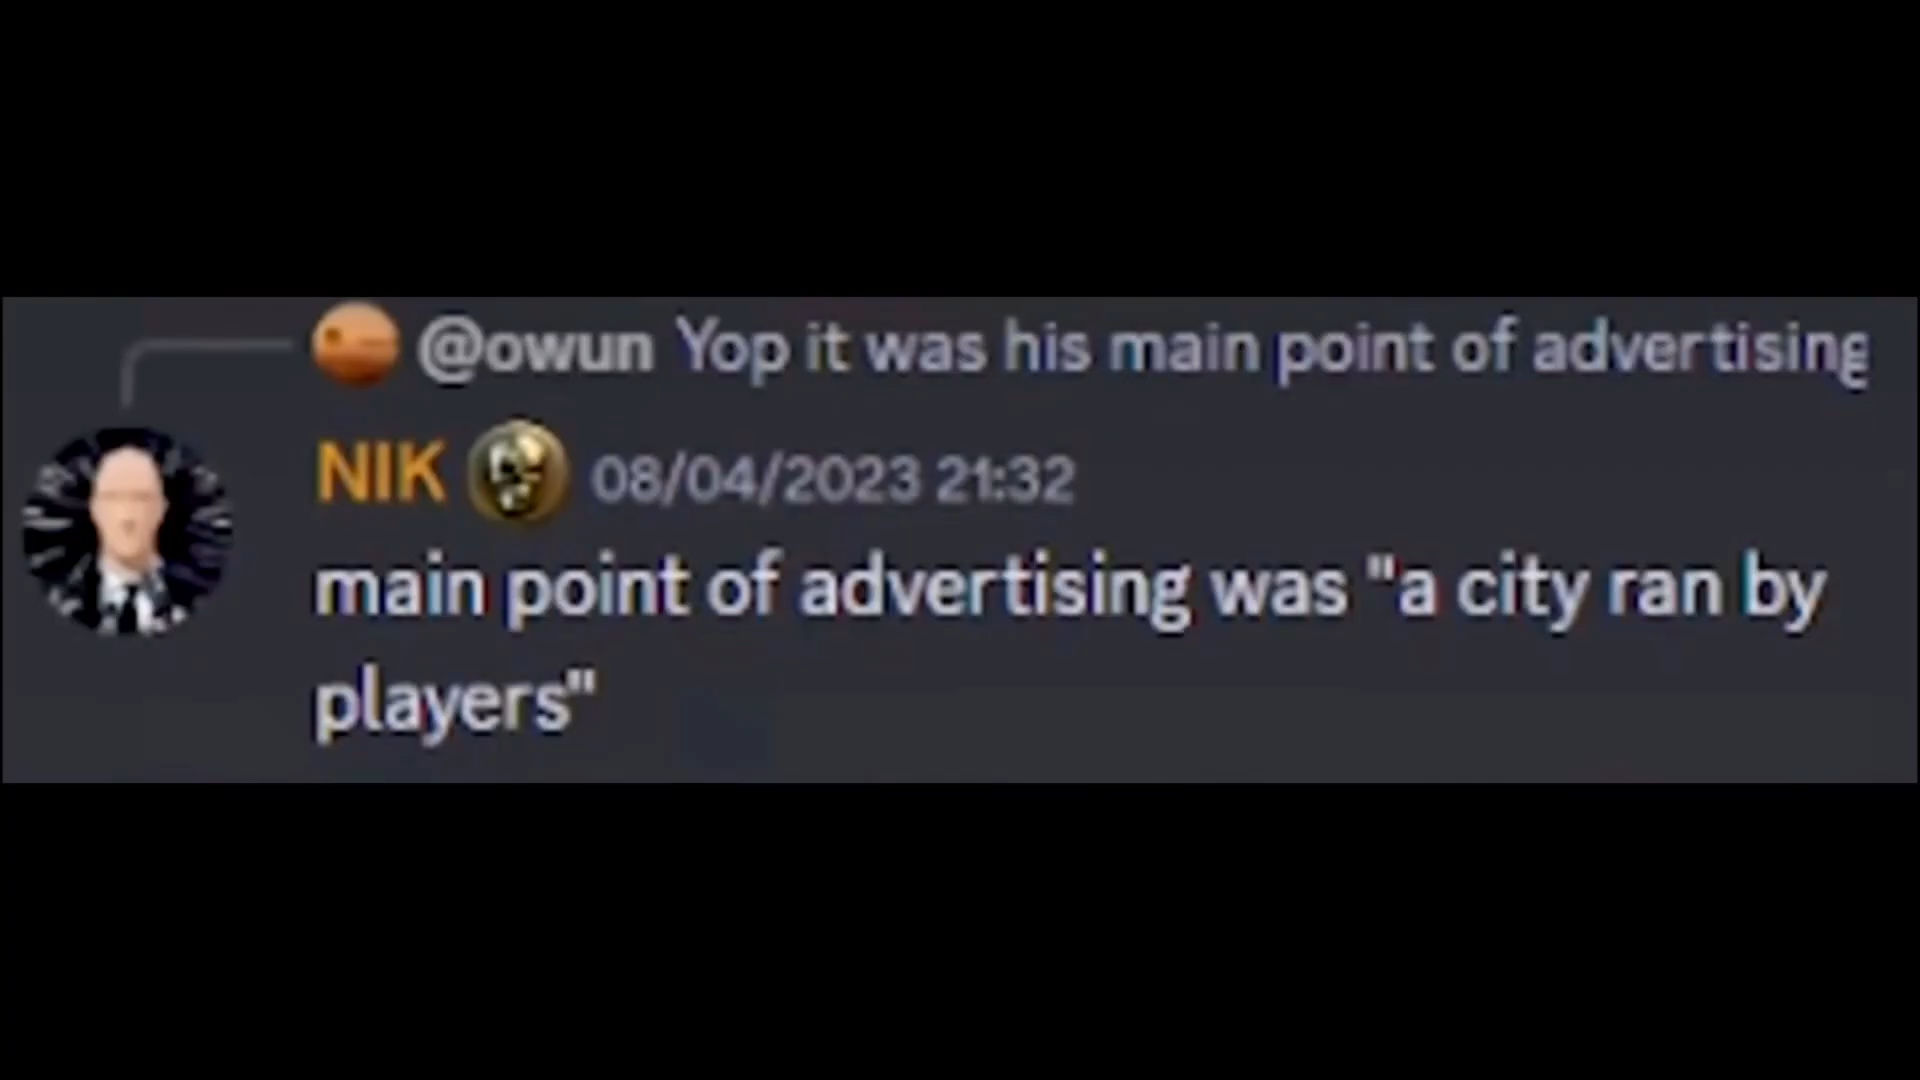 @owun Yop it was his main point of advertising
NIK 08/04/2023 21:32
main point of advertising was "a city ran by
players"